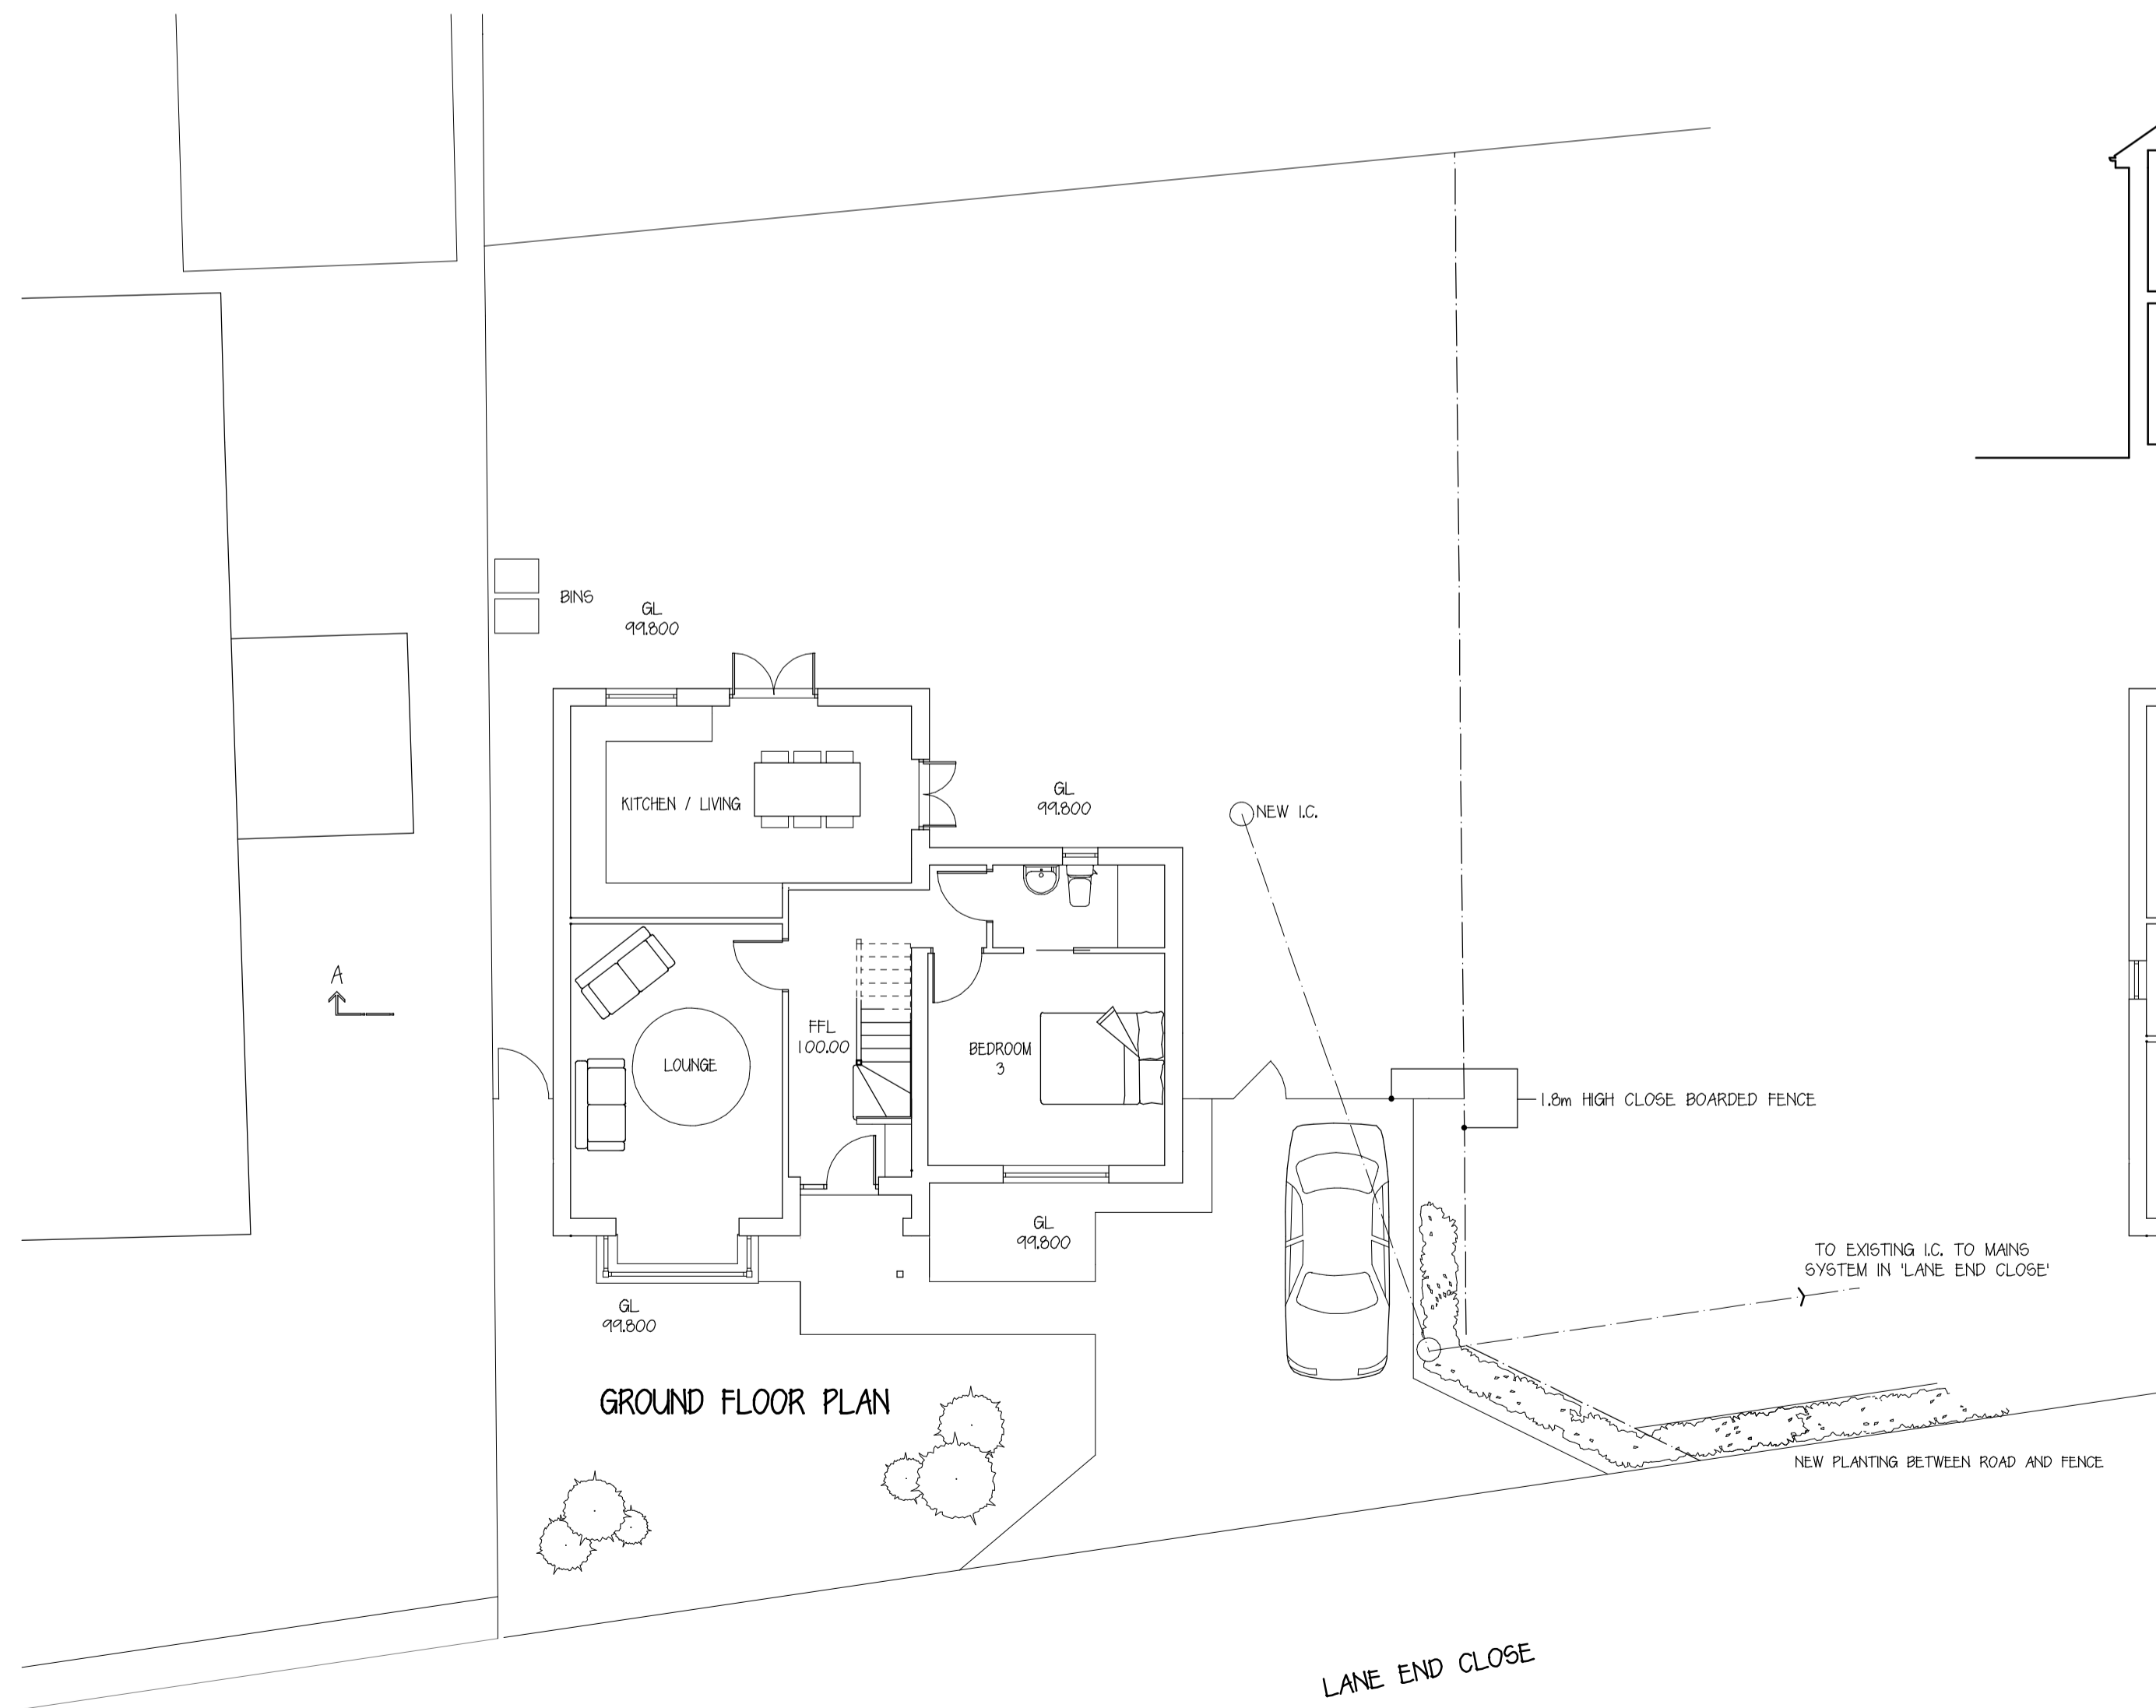 BINS
GL
99.800
GL
99.800
KITCHEN / LIVING
NEW I.C.
A
FFL
100.00
LOUNGE
BEDROOM
3
1.8m HIGH CLOSE BOARDED FENCE
GL
99.800
TO EXISTING I.C. TO MAINS
SYSTEM IN 'LANE END CLOSE'
GL
99.800
GROUND FLOOR PLAN
NEW PLANTING BETWEEN ROAD AND FENCE
LANE END CLOSE